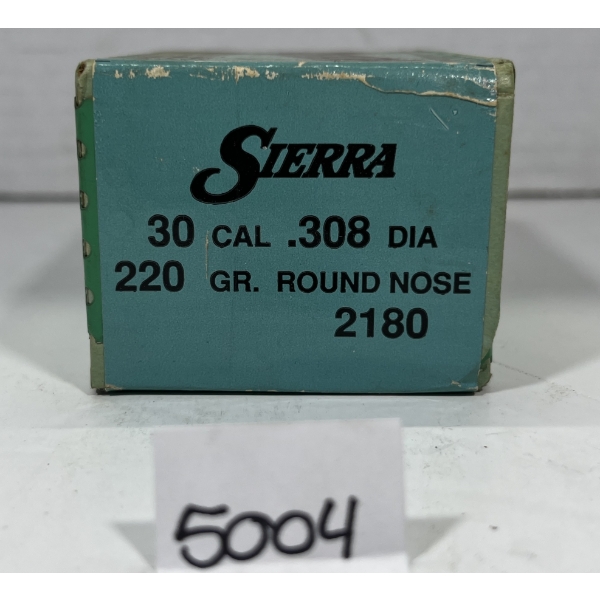 SIERRA
30 CAL .308 DIA
220 GR. ROUND NOSE
2180
5004